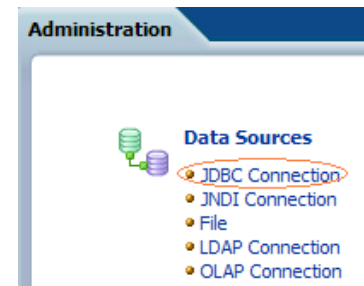 Administration
Data Sources
JDBC Connection
JNDI Connection
File
LDAP Connection
OLAP Connection